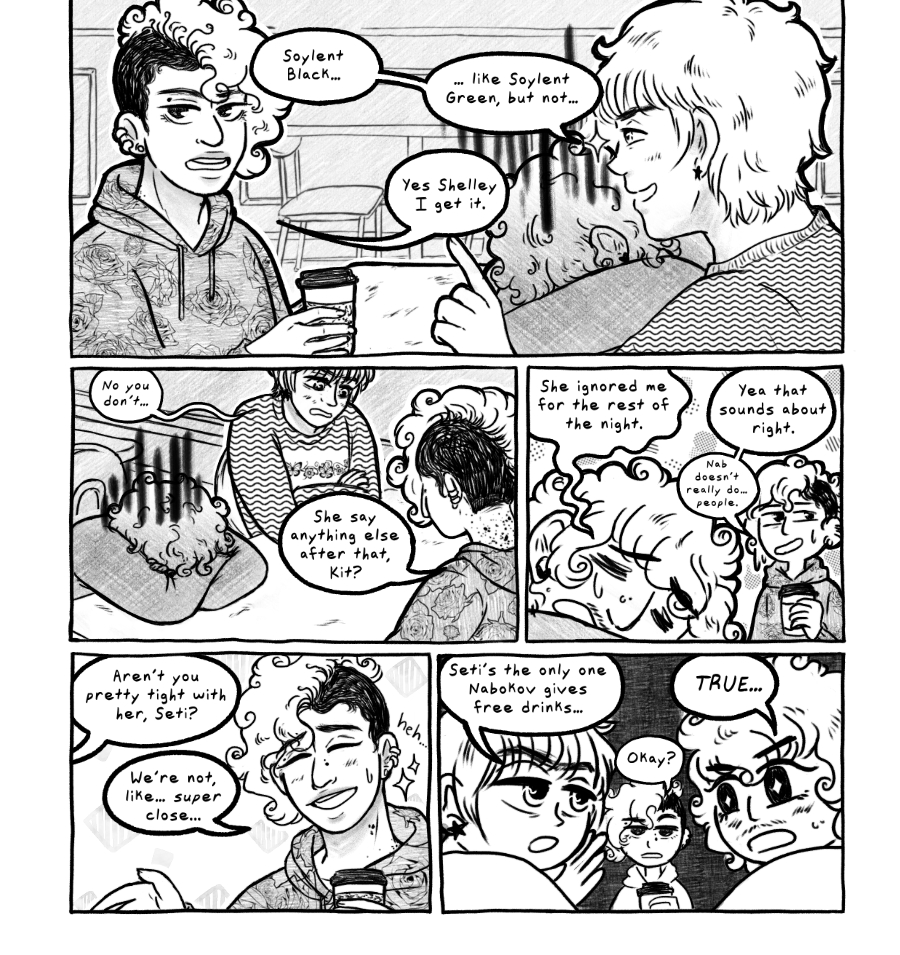 Soylent
Black...
... like Soylent
Green, but not...
Yes Shelley
I get it.
No you
don't...
She say
anything else
after that,
Kit?
She ignored me
for the rest of
the night.
Yea that
sounds about
right.
Nab
doesn't
really do...
people.
Aren't you
pretty tight with
her, Seti?
heh...
We're not,
like... super
close...
Seti's the only one
Nabokov gives
free drinks...
Okay?
TRUE...